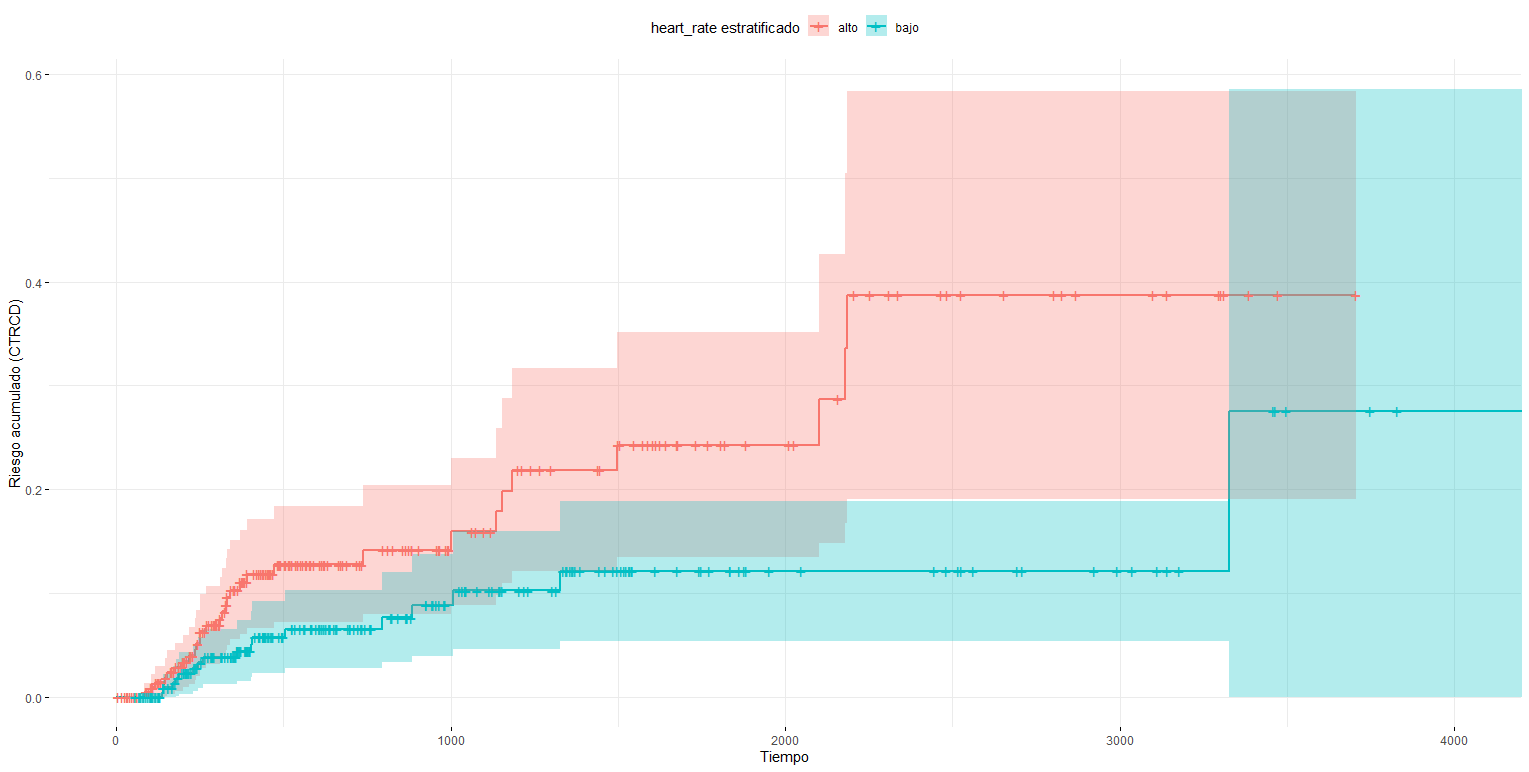 heart_rate estratificado alto bajo
0.6
0.4
0.2
0.0
Riesgo acumulado (CTRCD)
0 1000 2000 3000 4000
Tiempo